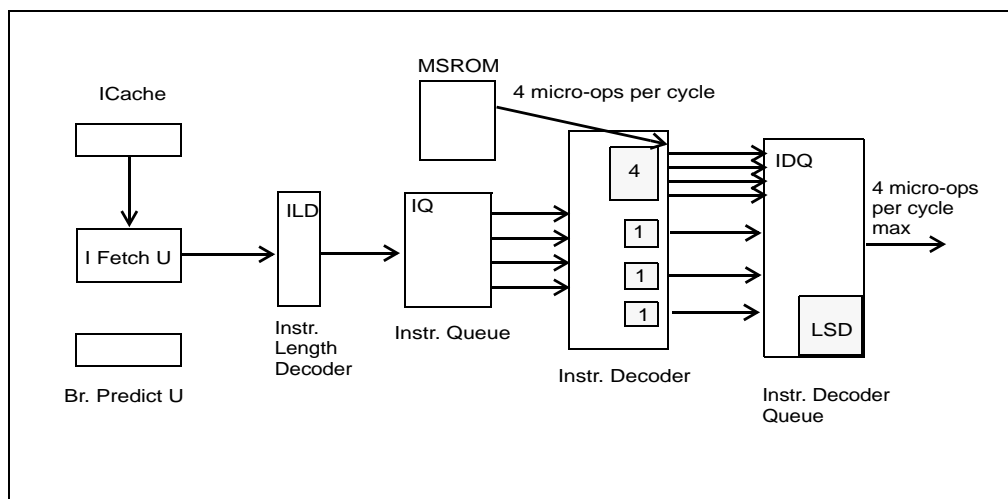 MSROM
ICache
4 micro-ops per cycle
IDQ
4
4 micro-ops
per cycle
max
ILD
IQ
I Fetch U
1
1
1
LSD
Instr.
Length
Decoder
Instr. Queue
Instr. Decoder
Br. Predict U
Instr. Decoder
Queue